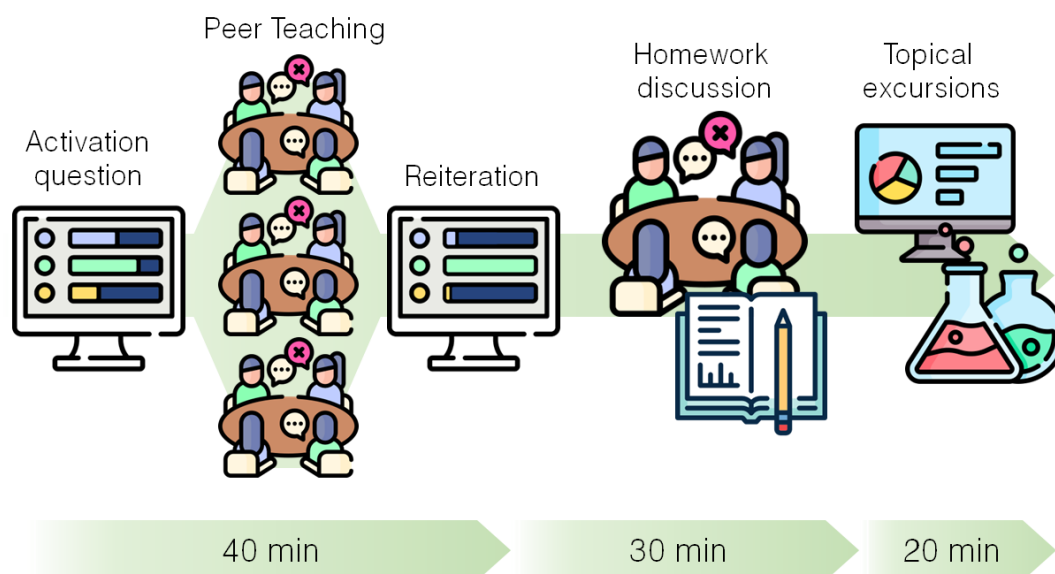 Peer Teaching
Activation
question
Reiteration
Homework
discussion
Topical
excursions
40 min
30 min
20 min